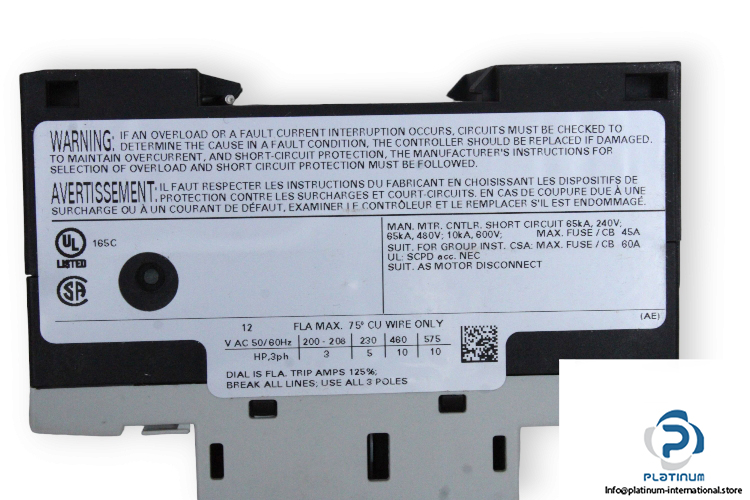 WARNING: IF AN OVERLOAD OR A FAULT CURRENT INTERRUPTION OCCURS, CIRCUITS MUST BE CHECKED TO
DETERMINE THE CAUSE IN A FAULT CONDITION, THE CONTROLLER SHOULD BE REPLACED IF DAMAGED.
TO MAINTAIN OVERCURRENT, AND SHORT-CIRCUIT PROTECTION, THE MANUFACTURER'S INSTRUCTIONS FOR
SELECTION OF OVERLOAD AND SHORT CIRCUIT PROTECTION MUST BE FOLLOWED.
AVERTISSEMENT: IL FAUT RESPECTER LES INSTRUCTIONS DU FABRICANT EN CHOISISSANT LES DISPOSITIFS DE
PROTECTION CONTRE LES SURCHARGES ET COURT-CIRCUITS. EN CAS DE COUPURE DUE À UNE
SURCHARGE OU À UN COURANT DE DÉFAUT, EXAMINER LE CONTRÔLEUR ET LE REMPLACER S'IL EST ENDOMMAGÉ.
UL 165C
LISTED
SA
MAN. MTR. CNTLR. SHORT CIRCUIT 65kA, 240V;
65kA, 480V; 10kA, 600V; MAX. FUSE / CB 45A
SUIT. FOR GROUP INST. CSA: MAX. FUSE / CB 60A
UL: SCPD acc. NEC
SUIT. AS MOTOR DISCONNECT
(AE)
12 FLA MAX. 75° CU WIRE ONLY
V AC 50/60Hz 200 - 208 230 460 575
HP,3ph 3 5 10 10
DIAL IS FLA. TRIP AMPS 125%;
BREAK ALL LINES; USE ALL 3 POLES
PLATINUM
Info@platinum-international.store